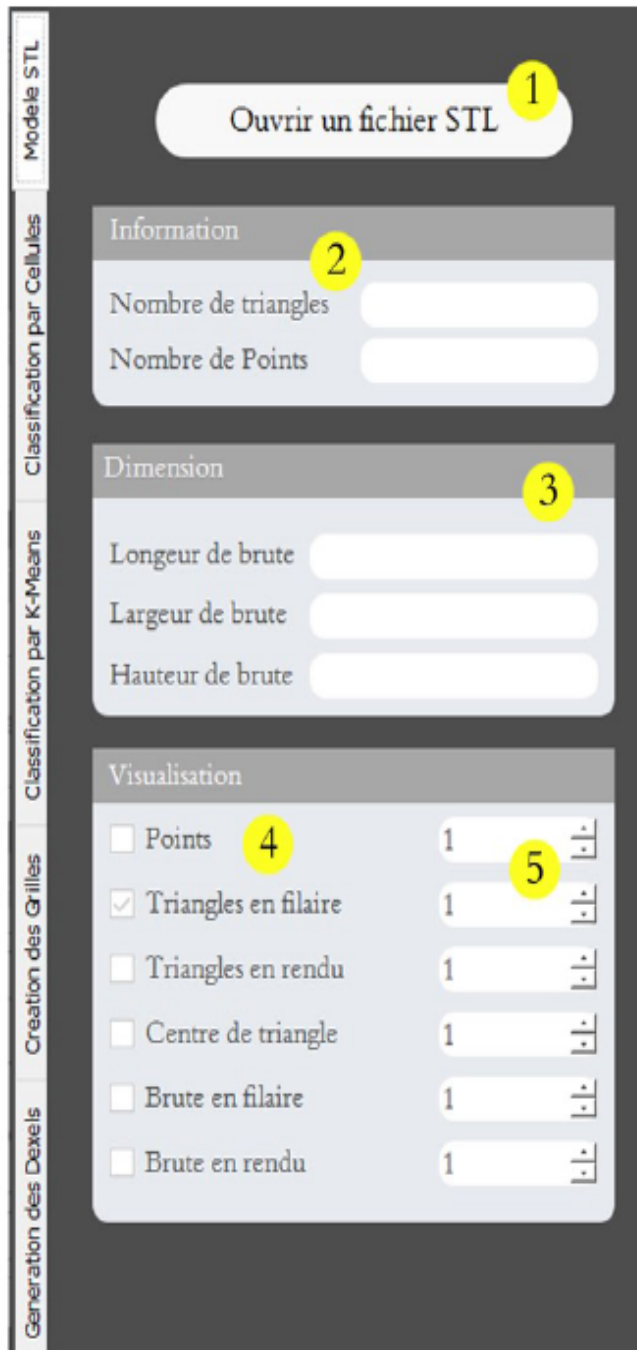 Modele STL
Classification par Cellules
Classification par K-Means
Creation des Grilles
Generation des Dexels
Ouvrir un fichier STL
1
Information
2
Nombre de triangles
Nombre de Points
Dimension
3
Longeur de brute
Largeur de brute
Hauteur de brute
Visualisation
Points 4 1
5
Triangles en filaire 1
Triangles en rendu 1
Centre de triangle 1
Brute en filaire 1
Brute en rendu 1